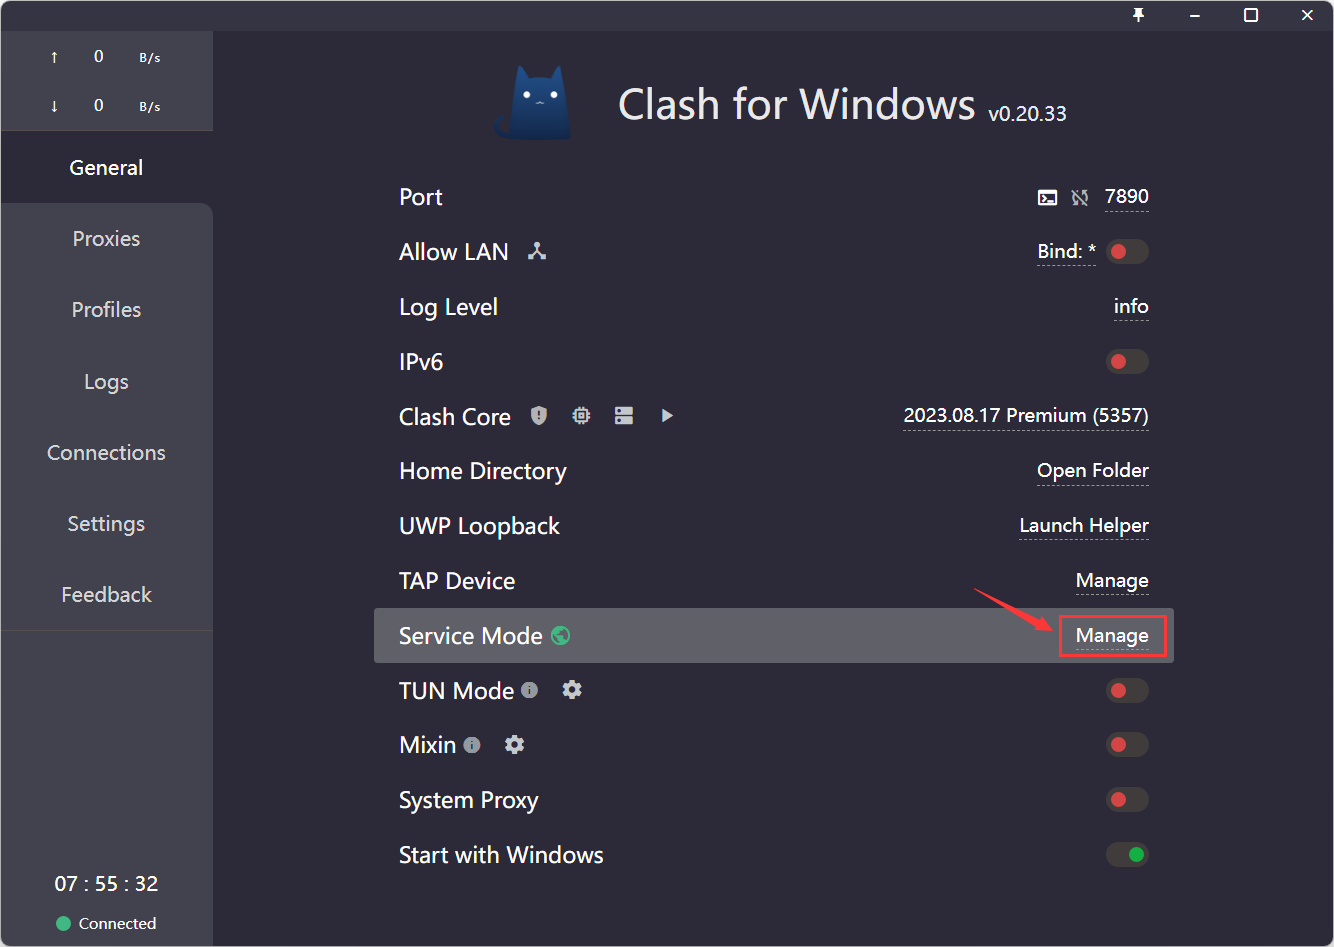 ↑ 0 B/s
↓ 0 B/s
General
Proxies
Profiles
Logs
Connections
Settings
Feedback
07 : 55 : 32
Connected
Clash for Windows v0.20.33
Port 7890
Allow LAN Bind: *
Log Level info
IPv6
Clash Core 2023.08.17 Premium (5357)
Home Directory Open Folder
UWP Loopback Launch Helper
TAP Device Manage
Service Mode Manage
TUN Mode
Mixin
System Proxy
Start with Windows